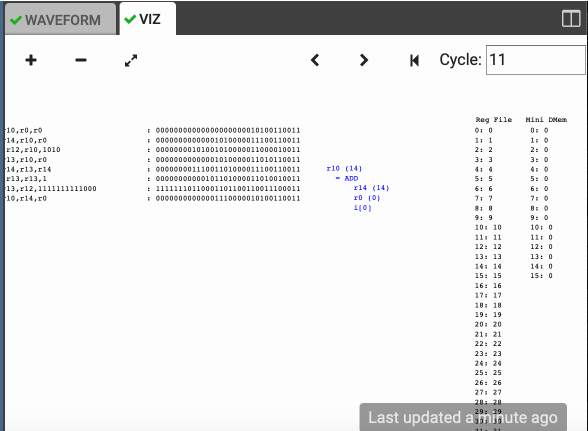 WAVEFORM
VIZ
Cycle: 11
Reg File Mini DMem
r10,r0,r0 : 00000000000000000000010100110011
r14,r10,r0 : 00000000000001010000011100110011
r12,r10,1010 : 00000000101001010000011000010011
r13,r10,r0 : 00000000000001010000011010110011
r14,r13,r14 : 00000000111001101000011100110011
r13,r13,1 : 00000000000101101000011010010011
r13,r12,1111111111000 : 11111110110001101100110011100011
r10,r14,r0 : 00000000000001110000010100110011
r10 (14)
= ADD
r14 (14)
r0 (0)
i[0]
0: 0 0: 0
1: 1 1: 0
2: 2 2: 0
3: 3 3: 0
4: 4 4: 0
5: 5 5: 0
6: 6 6: 0
7: 7 7: 0
8: 8 8: 0
9: 9 9: 0
10: 10 10: 0
11: 11 11: 0
12: 12 12: 0
13: 13 13: 0
14: 14 14: 0
15: 15 15: 0
16: 16
17: 17
18: 18
19: 19
20: 20
21: 21
22: 22
23: 23
24: 24
25: 25
26: 26
27: 27
28: 28
29: 29
30: 30
Last updated a minute ago